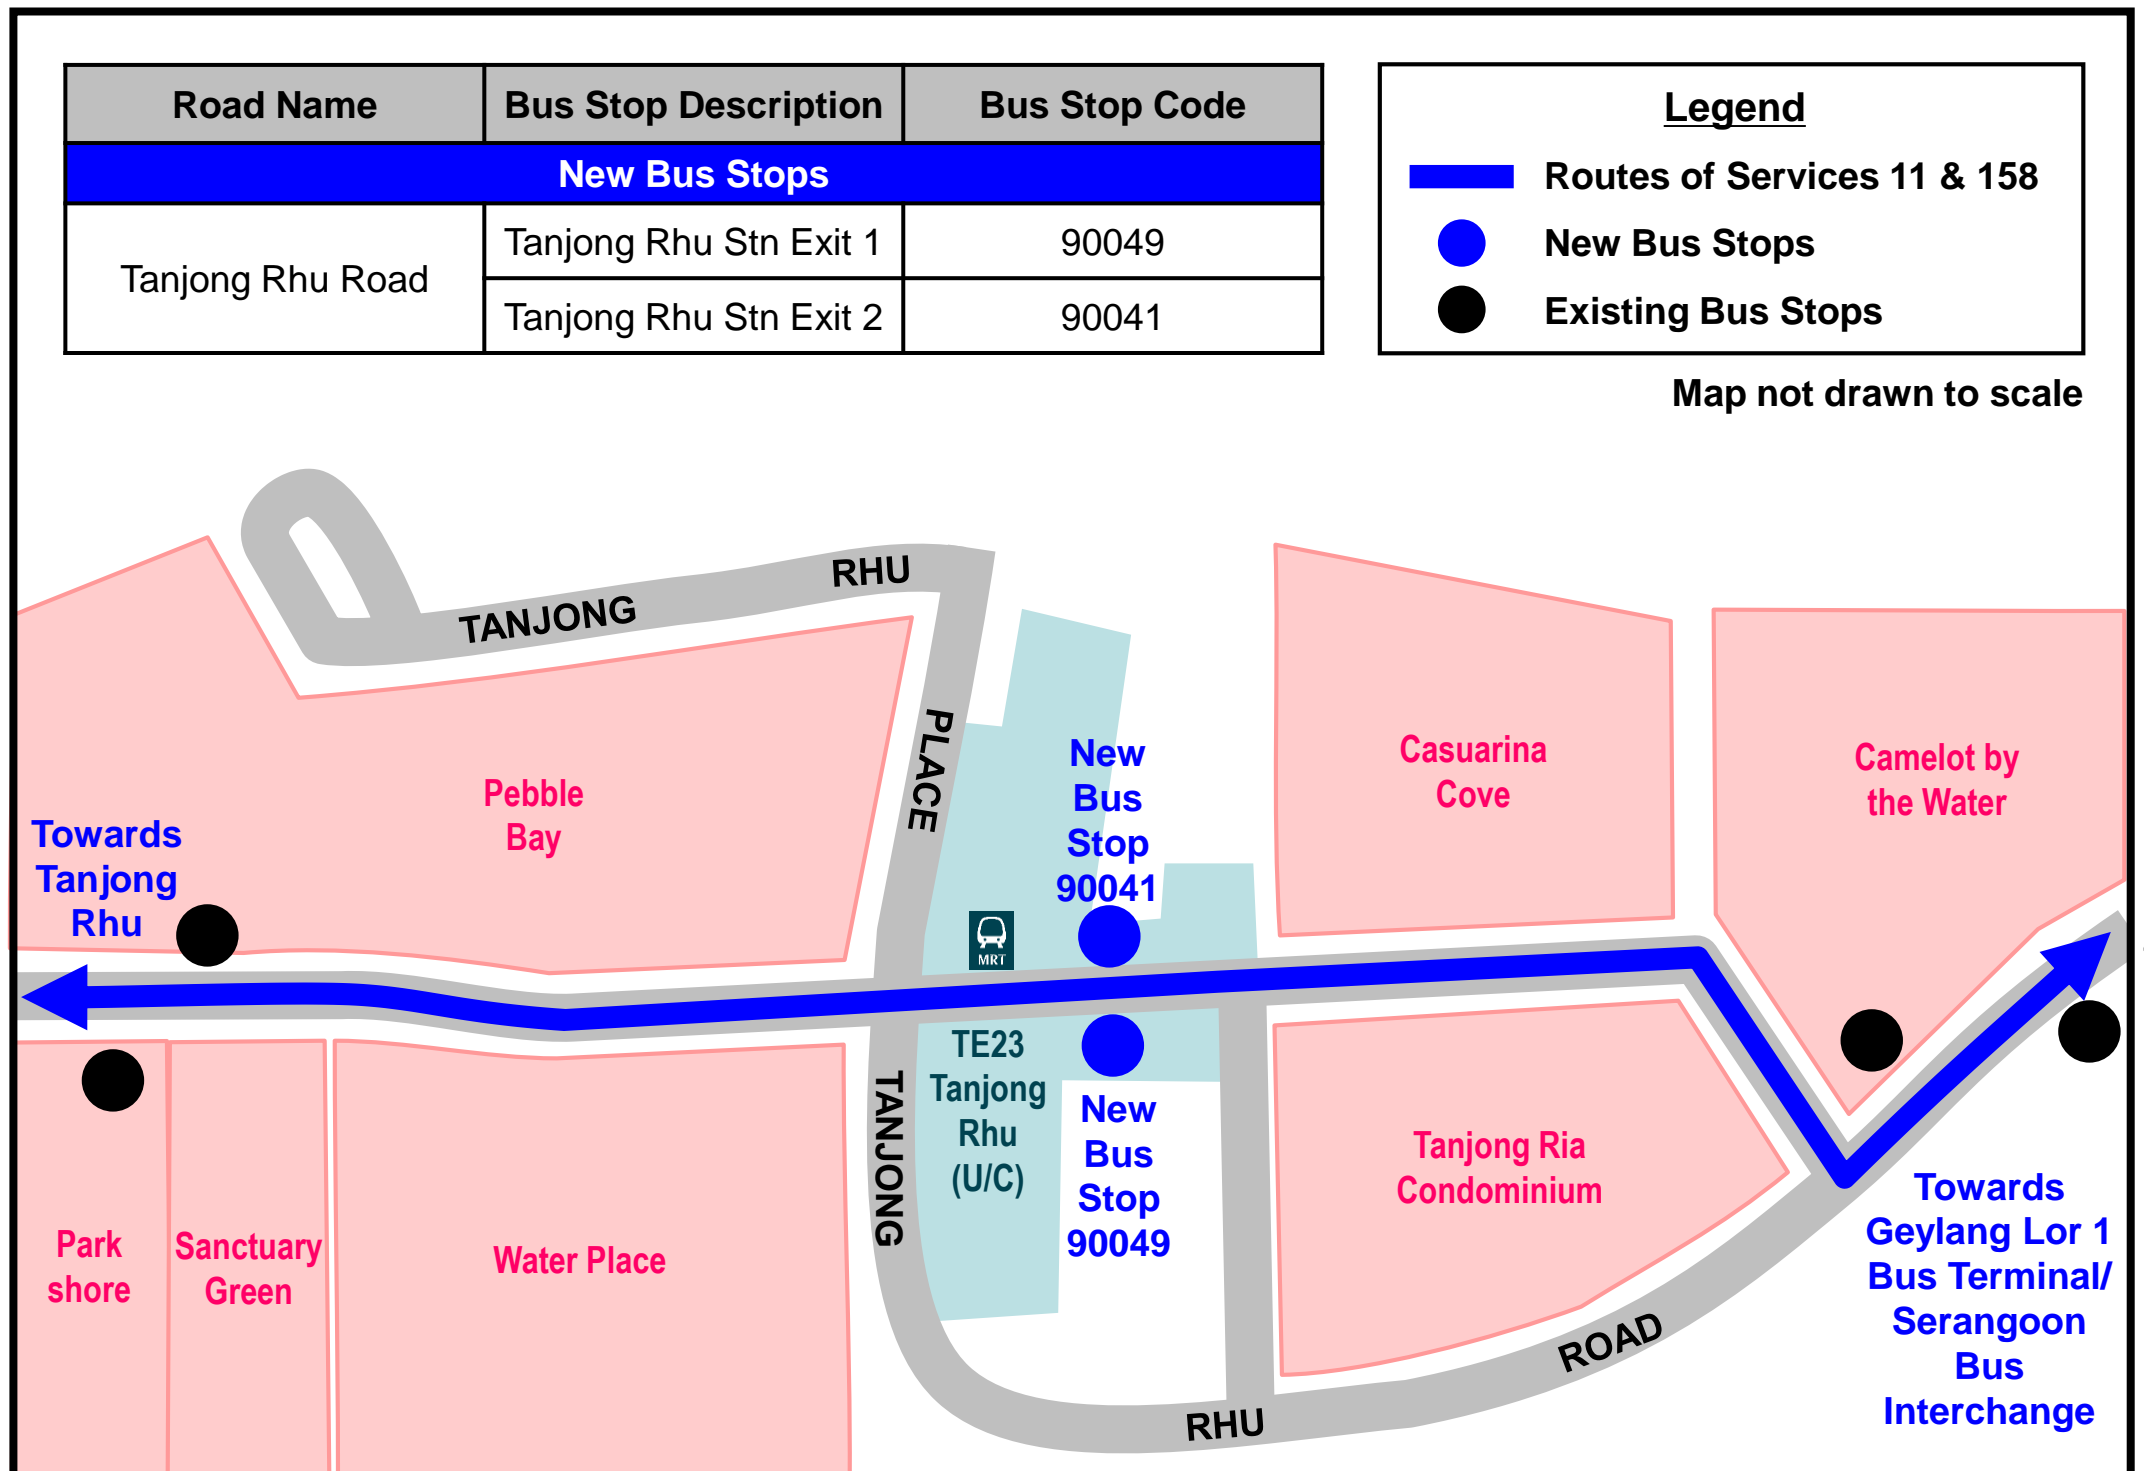 Road Name
Bus Stop Description
Bus Stop Code
New Bus Stops
Tanjong Rhu Road
Tanjong Rhu Stn Exit 1
90049
Tanjong Rhu Stn Exit 2
90041
Legend
Routes of Services 11 & 158
New Bus Stops
Existing Bus Stops
Map not drawn to scale
TANJONG
RHU
PLACE
Pebble
Bay
Towards
Tanjong
Rhu
New
Bus
Stop
90041
Casuarina
Cove
Camelot by
the Water
MRT
TE23
Tanjong
Rhu
(U/C)
New
Bus
Stop
90049
Tanjong Ria
Condominium
Park
shore
Sanctuary
Green
Water Place
TANJONG
RHU
ROAD
Towards
Geylang Lor 1
Bus Terminal/
Serangoon
Bus
Interchange